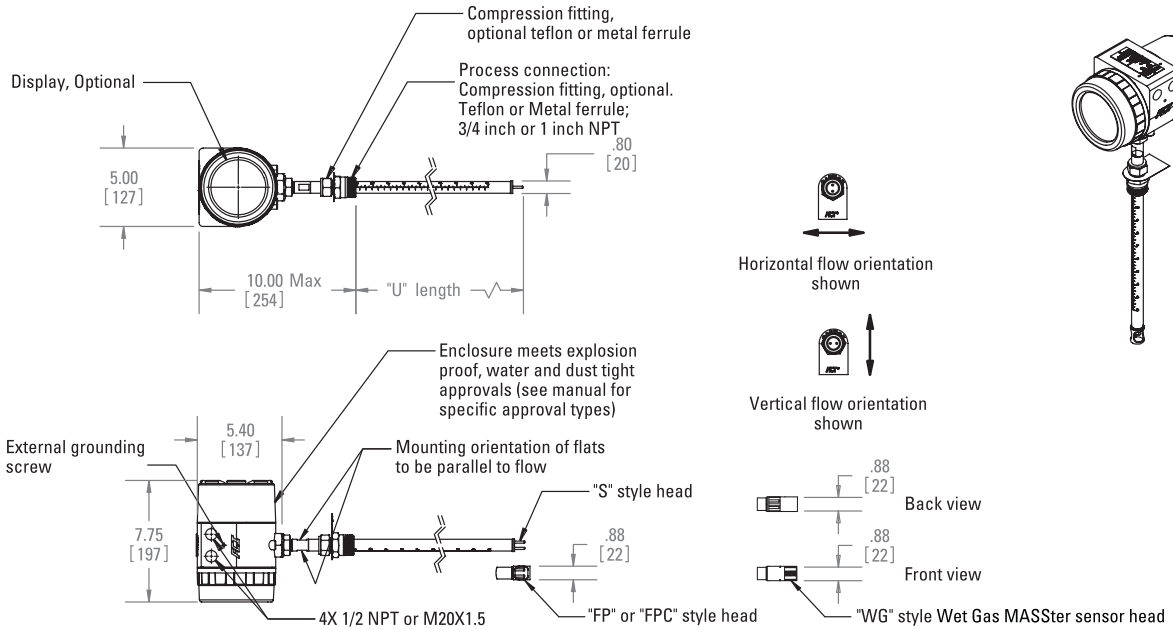 Compression fitting,
optional teflon or metal ferrule
Display, Optional
Process connection:
Compression fitting, optional.
Teflon or Metal ferrule;
3/4 inch or 1 inch NPT
.80
[20]
5.00
[127]
10.00 Max
[254]
"U" length
Horizontal flow orientation
shown
Vertical flow orientation
shown
Enclosure meets explosion
proof, water and dust tight
approvals (see manual for
specific approval types)
5.40
[137]
External grounding
screw
Mounting orientation of flats
to be parallel to flow
7.75
[197]
"S" style head
.88
[22]
"FP" or "FPC" style head
4X 1/2 NPT or M20X1.5
.88
[22]
Back view
.88
[22]
Front view
"WG" style Wet Gas MASSter sensor head